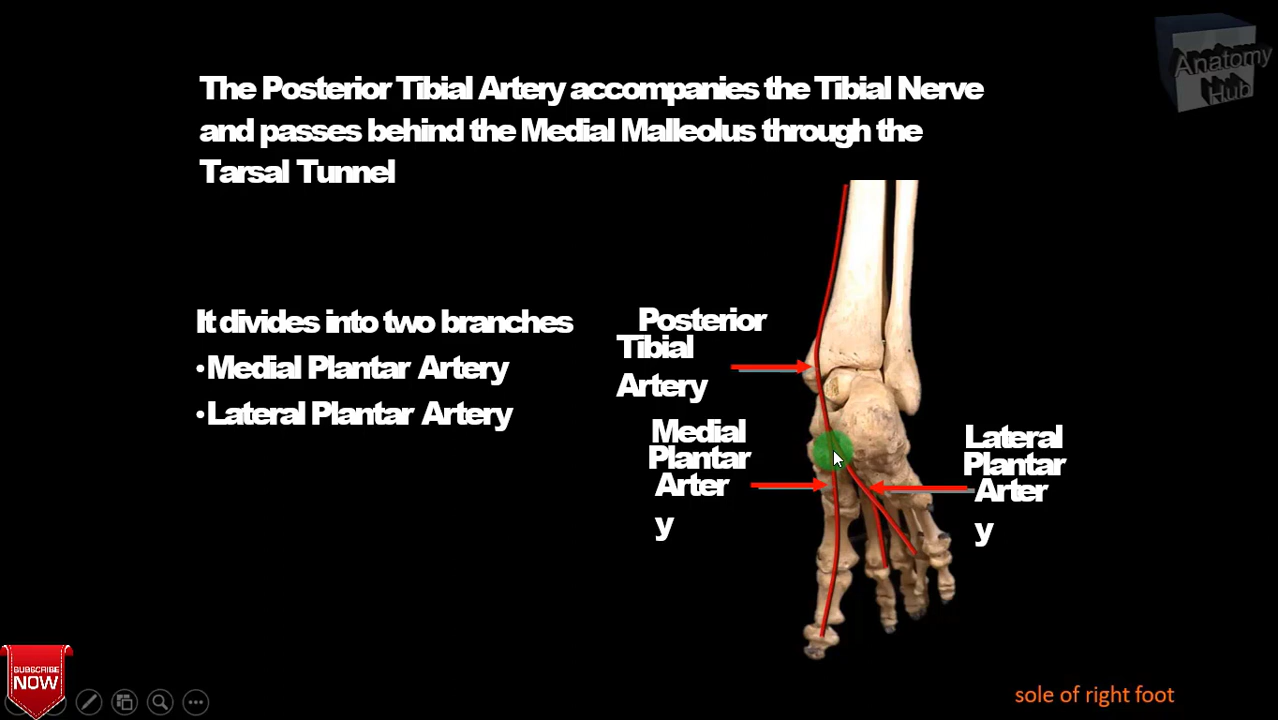 Anatomy
Hub
The Posterior Tibial Artery accompanies the Tibial Nerve
and passes behind the Medial Malleolus through the
Tarsal Tunnel
It divides into two branches
•Medial Plantar Artery
•Lateral Plantar Artery
Posterior
Tibial
Artery
Medial
Plantar
Arter
y
Lateral
Plantar
Arter
y
SUBSCRIBE
NOW
sole of right foot